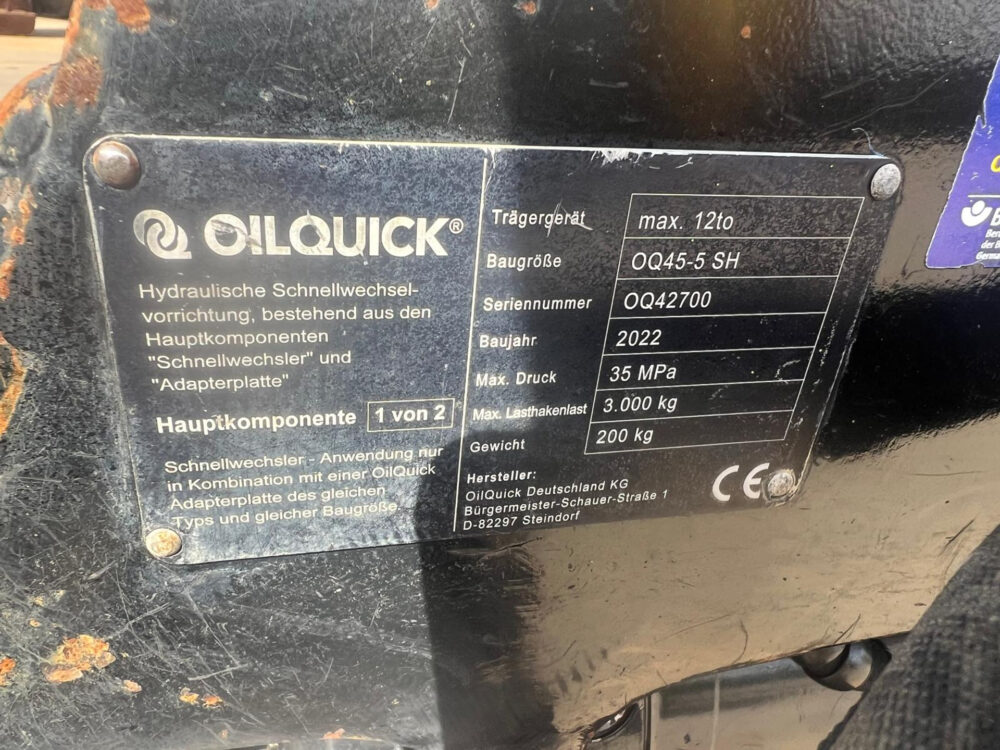 OILQUICK®
Hydraulische Schnellwechsel-
vorrichtung, bestehend aus den
Hauptkomponenten
"Schnellwechsler" und
"Adapterplatte"
Hauptkomponente 1 von 2
Schnellwechsler - Anwendung nur
in Kombination mit einer OilQuick
Adapterplatte des gleichen
Typs und gleicher Baugröße.
Trägergerät max. 12to
Baugröße OQ45-5 SH
Seriennummer OQ42700
Baujahr 2022
Max. Druck 35 MPa
Max. Lasthakenlast 3.000 kg
Gewicht 200 kg
Hersteller:
OilQuick Deutschland KG
Bürgermeister-Schauer-Straße 1
D-82297 Steindorf
CE